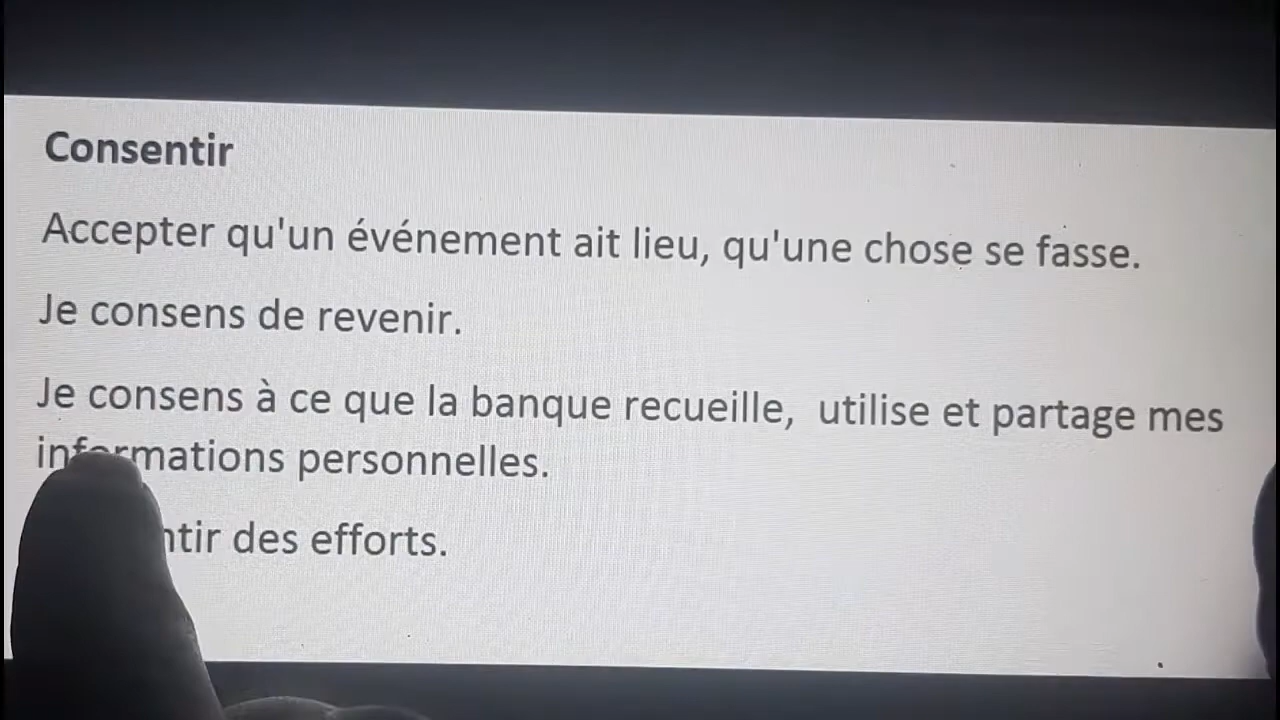 Consentir
Accepter qu'un événement ait lieu, qu'une chose se fasse.
Je consens de revenir.
Je consens à ce que la banque recueille, utilise et partage mes
informations personnelles.
des efforts.